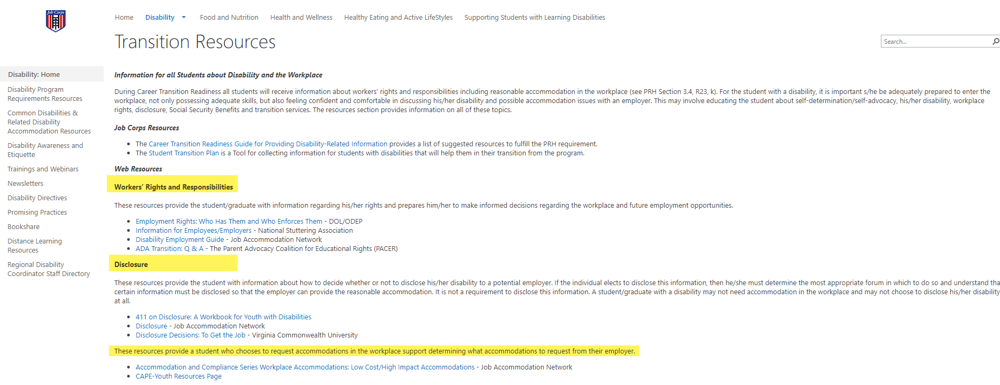 Job Corps
Home Disability Food and Nutrition Health and Wellness Healthy Eating and Active LifeStyles Supporting Students with Learning Disabilities
Transition Resources
Search...
Disability: Home
Disability Program
Requirements Resources
Common Disabilities &
Related Disability
Accommodation Resources
Disability Awareness and
Etiquette
Trainings and Webinars
Newsletters
Disability Directives
Promising Practices
Bookshare
Distance Learning
Resources
Regional Disability
Coordinator Staff Directory
Information for all Students about Disability and the Workplace
During Career Transition Readiness all students will receive information about workers' rights and responsibilities including reasonable accommodation in the workplace (see PRH Section 3.4, R23, k). For the student with a disability, it is important s/he be adequately prepared to enter the
workplace, not only possessing adequate skills, but also feeling confident and comfortable in discussing his/her disability and possible accommodation issues with an employer. This may involve educating the student about self-determination/self-advocacy, his/her disability, workplace
rights, disclosure, Social Security Benefits and transition services. The resources section provides information on all of these topics.
Job Corps Resources
• The Career Transition Readiness Guide for Providing Disability-Related Information provides a list of suggested resources to fulfill the PRH requirement.
• The Student Transition Plan is a Tool for collecting information for students with disabilities that will help them in their transition from the program.
Web Resources
Workers' Rights and Responsibilities
These resources provide the student/graduate with information regarding his/her rights and prepares him/her to make informed decisions regarding the workplace and future employment opportunities.
• Employment Rights: Who Has Them and Who Enforces Them - DOL/ODEP
• Information for Employees/Employers - National Stuttering Association
• Disability Employment Guide - Job Accommodation Network
• ADA Transition: Q & A - The Parent Advocacy Coalition for Educational Rights (PACER)
Disclosure
These resources provide the student with information about how to decide whether or not to disclose his/her disability to a potential employer. If the individual elects to disclose this information, then he/she must determine the most appropriate forum in which to do so and understand tha
certain information must be disclosed so that the employer can provide the reasonable accommodation. It is not a requirement to disclose this information. A student/graduate with a disability may not need accommodation in the workplace and may not choose to disclose his/her disability
at all.
• 411 on Disclosure: A Workbook for Youth with Disabilities
• Disclosure - Job Accommodation Network
• Disclosure Decisions: To Get the Job - Virginia Commonwealth University
These resources provide a student who chooses to request accommodations in the workplace support determining what accommodations to request from their employer.
• Accommodation and Compliance Series Workplace Accommodations: Low Cost/High Impact Accommodations - Job Accommodation Network
• CAPE-Youth Resources Page